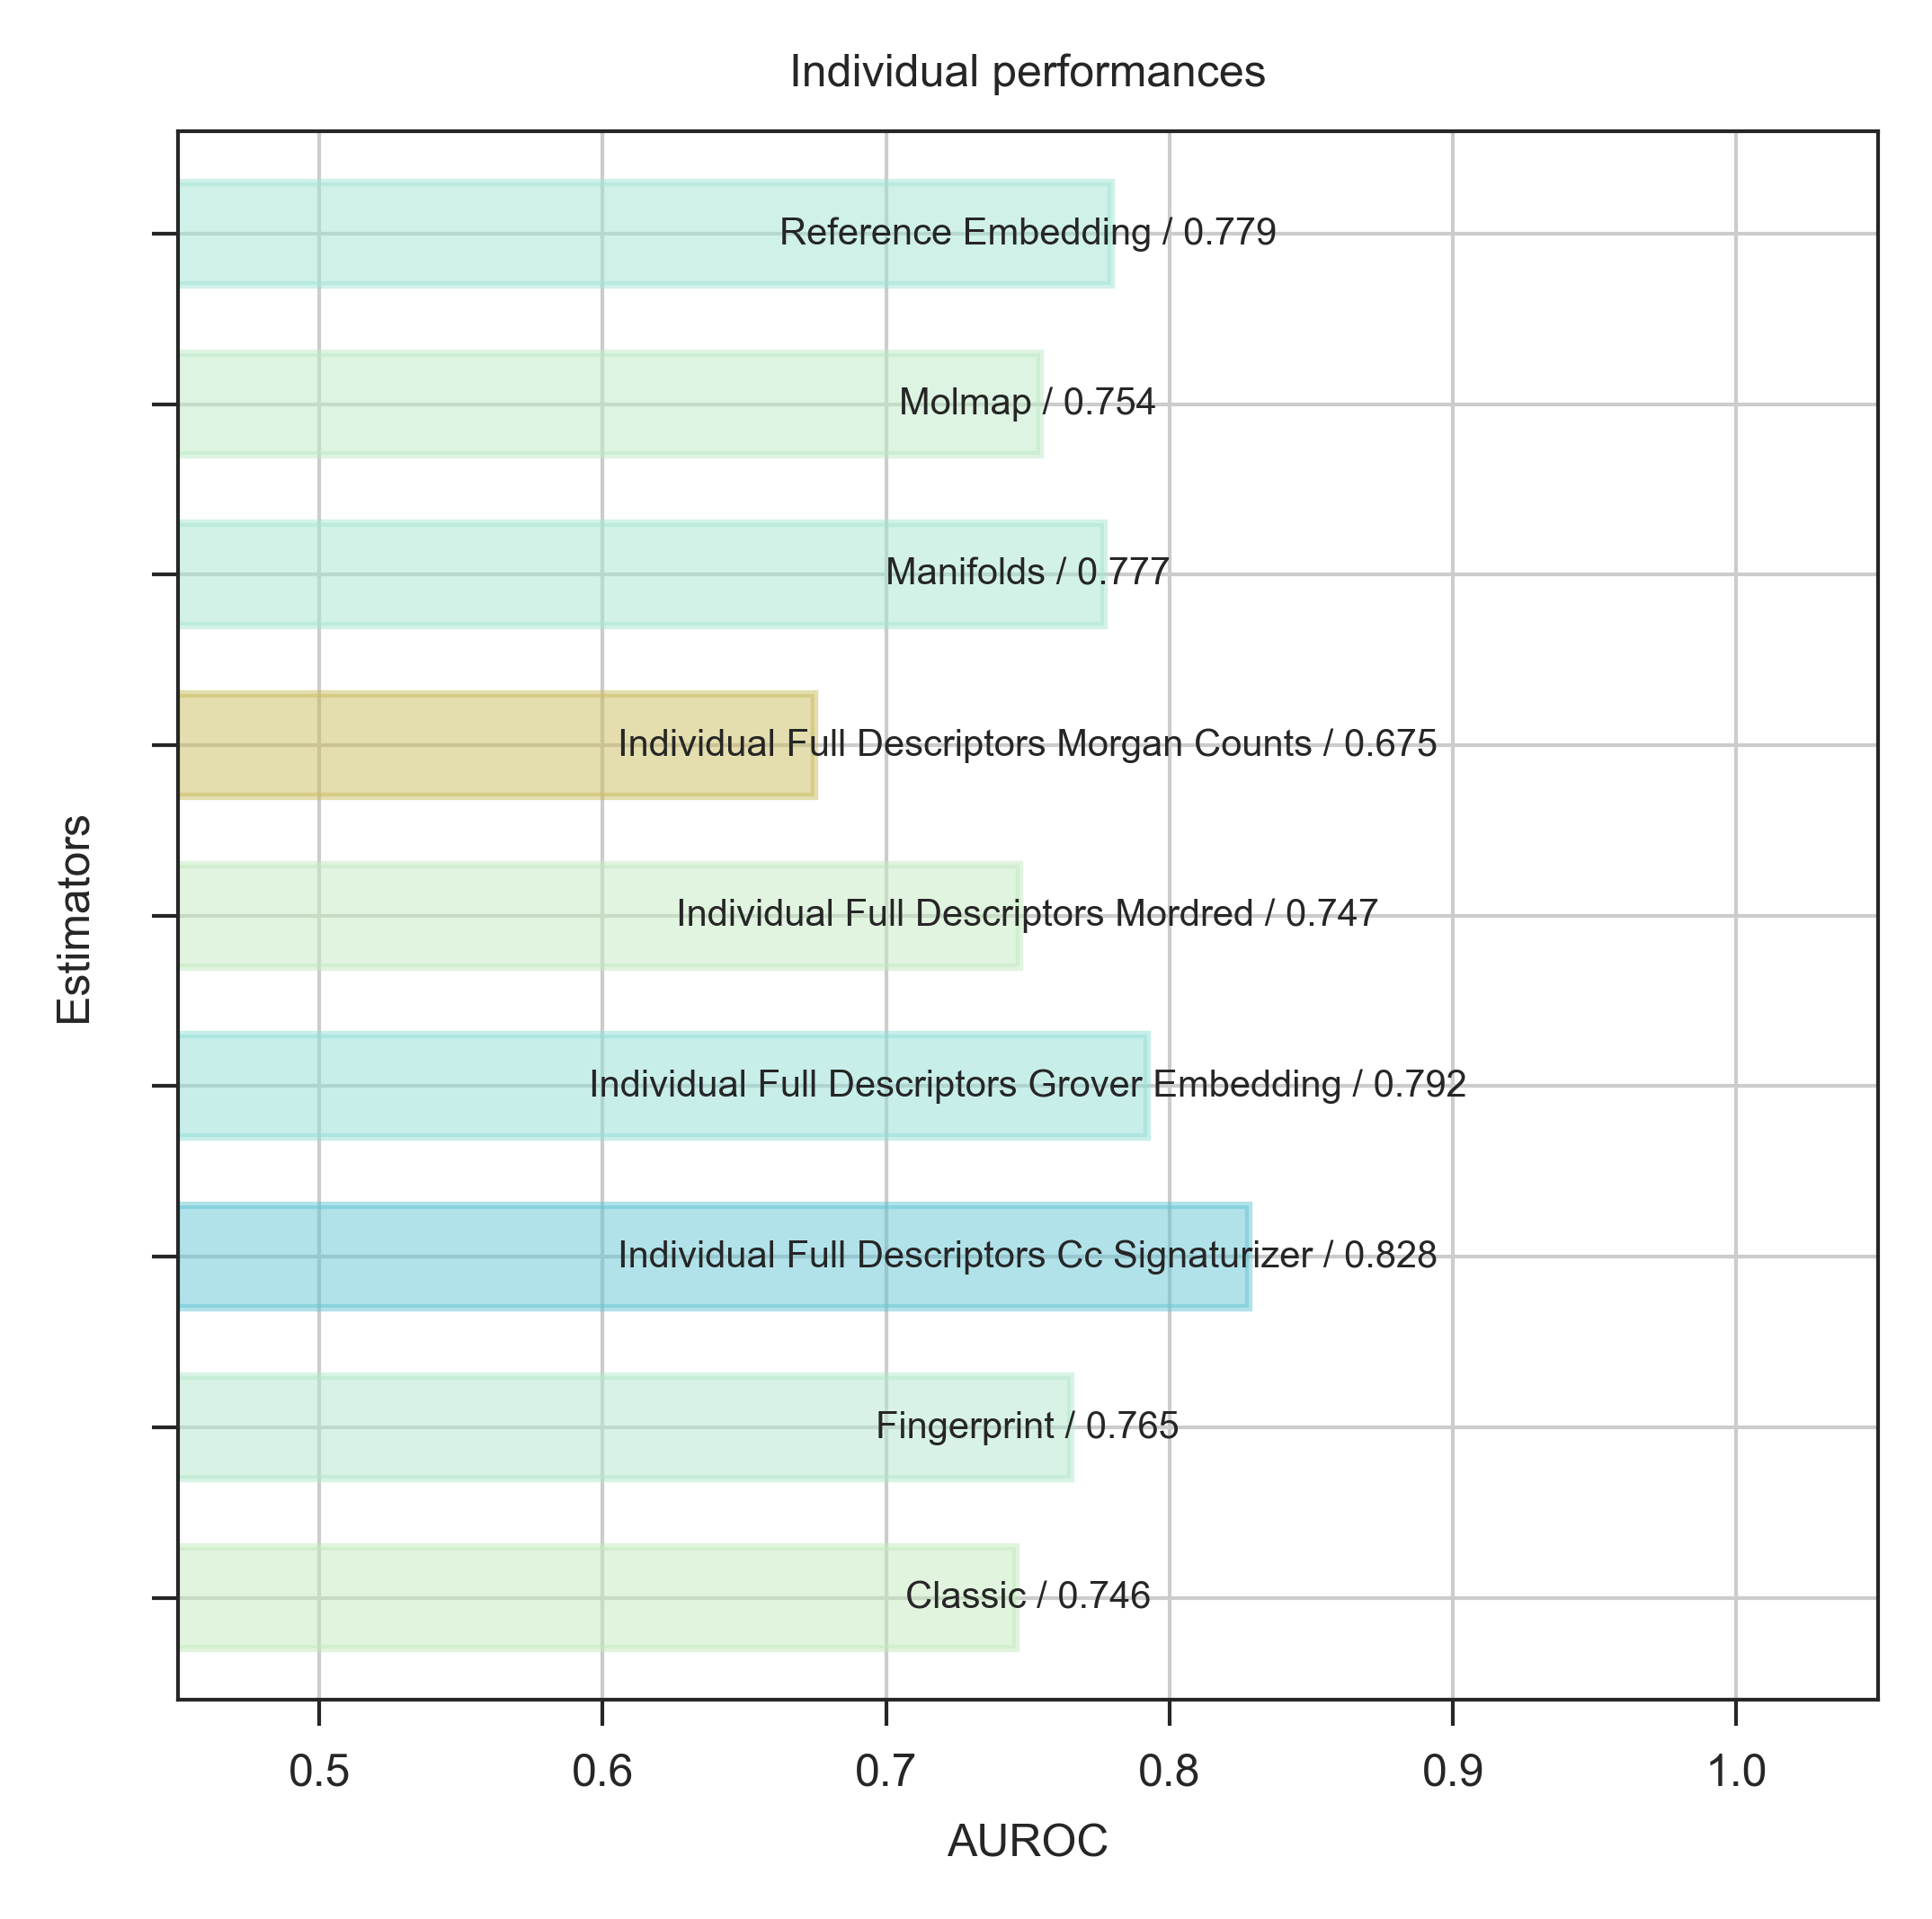 Individual performances
Reference Embedding / 0.779
Molmap / 0.754
Manifolds / 0.777
Individual Full Descriptors Morgan Counts / 0.675
Individual Full Descriptors Mordred / 0.747
Individual Full Descriptors Grover Embedding / 0.792
Individual Full Descriptors Cc Signaturizer / 0.828
Fingerprint / 0.765
Classic / 0.746
Estimators
0.5 0.6 0.7 0.8 0.9 1.0
AUROC